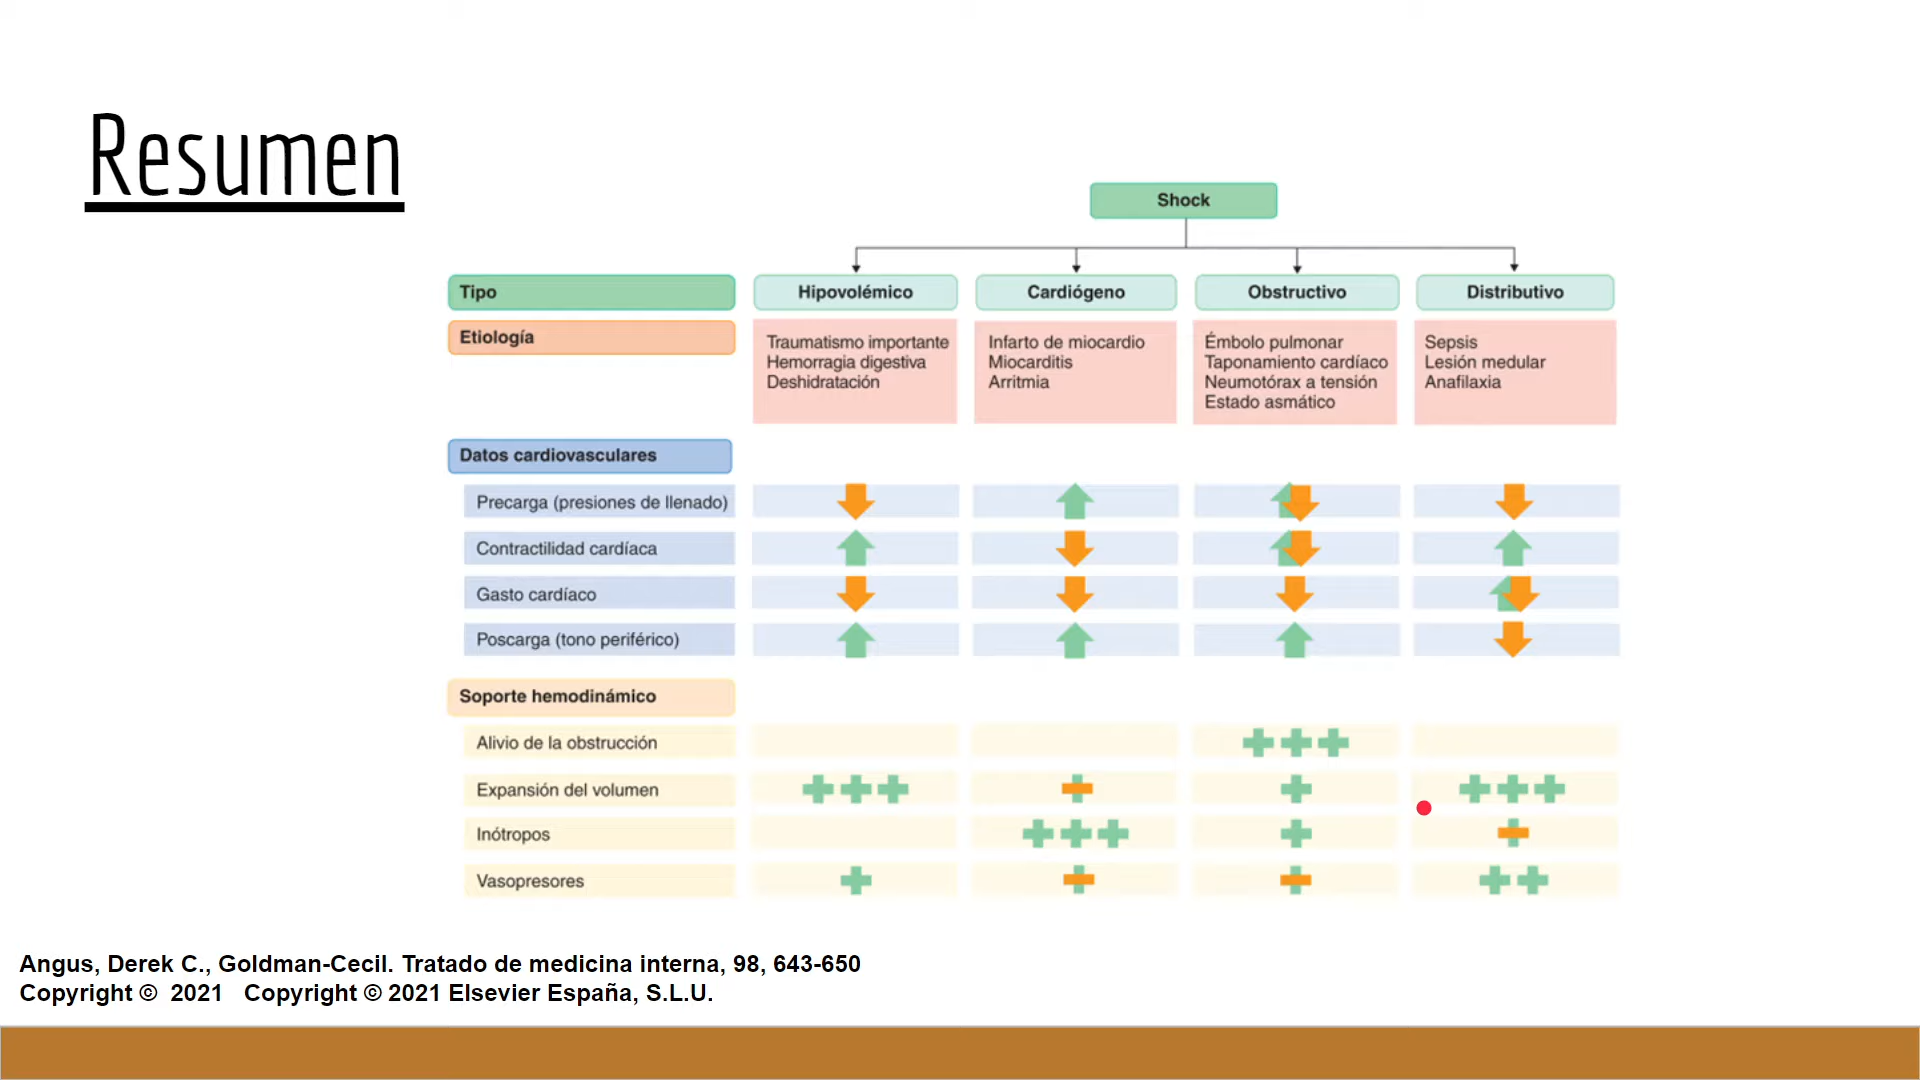 Resumen
Shock
Tipo
Hipovolémico
Cardiógeno
Obstructivo
Distributivo
Etiología
Traumatismo importante
Hemorragia digestiva
Deshidratación
Infarto de miocardio
Miocarditis
Arritmia
Émbolo pulmonar
Taponamiento cardíaco
Neumotórax a tensión
Estado asmático
Sepsis
Lesión medular
Anafilaxia
Datos cardiovasculares
Precarga (presiones de llenado)
Contractilidad cardíaca
Gasto cardíaco
Poscarga (tono periférico)
Soporte hemodinámico
Alivio de la obstrucción
Expansión del volumen
Inótropos
Vasopresores
Angus, Derek C., Goldman-Cecil. Tratado de medicina interna, 98, 643-650
Copyright © 2021 Copyright © 2021 Elsevier España, S.L.U.